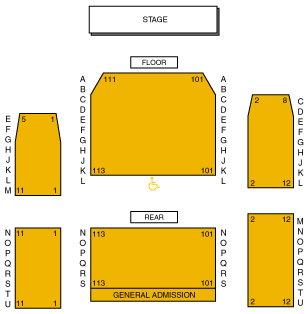 STAGE
FLOOR
A 111 101 A
B B
C C 2 8 C
D D D
E 5 1 E E E
F F F F
G G G G
H H H H
J J J J
K K K K
L L 113 101 L 2 12 L
M 11 1
REAR
2 12 M
N 11 1 N 113 101 N N
O O O O
P P P P
Q Q Q Q
R R R R
S S 113 101 S S
T GENERAL ADMISSION T
U 11 1 2 12 U